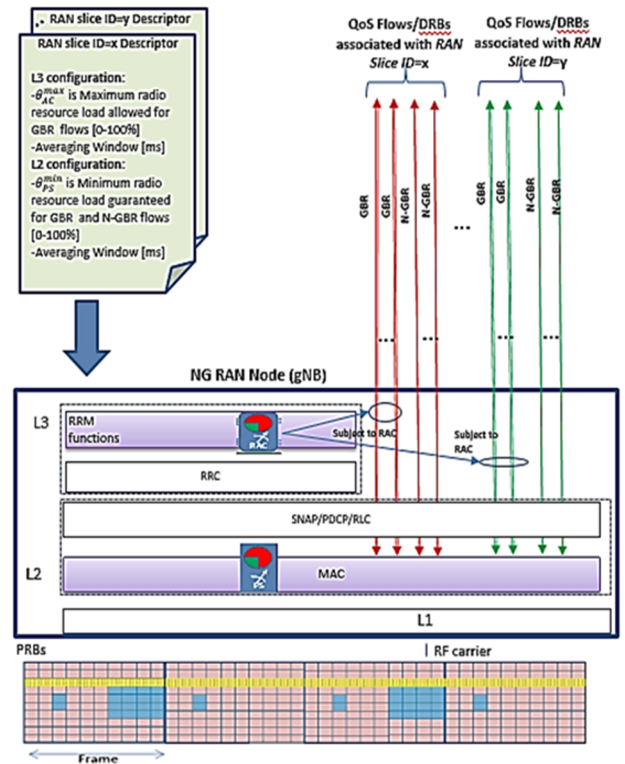 . RAN slice ID=y Descriptor
RAN slice ID=x Descriptor
L3 configuration:
-θ_AC^max is Maximum radio
resource load allowed for
GBR flows [0-100%]
-Averaging Window [ms]
L2 configuration:
-θ_PS^min is Minimum radio
resource load guaranteed
for GBR and N-GBR flows
[0-100%]
-Averaging Window [ms]
QoS Flows/DRBs
associated with RAN
Slice ID=x
QoS Flows/DRBs
associated with RAN
Slice ID=y
GBR
GBR
N-GBR
N-GBR
...
GBR
GBR
N-GBR
N-GBR
...
...
...
...
NG RAN Node (gNB)
L3
RRM
functions
Subject to RAC
Subject to
RAC
RRC
SNAP/PDCP/RLC
L2
MAC
L1
PRBs
RF carrier
Frame